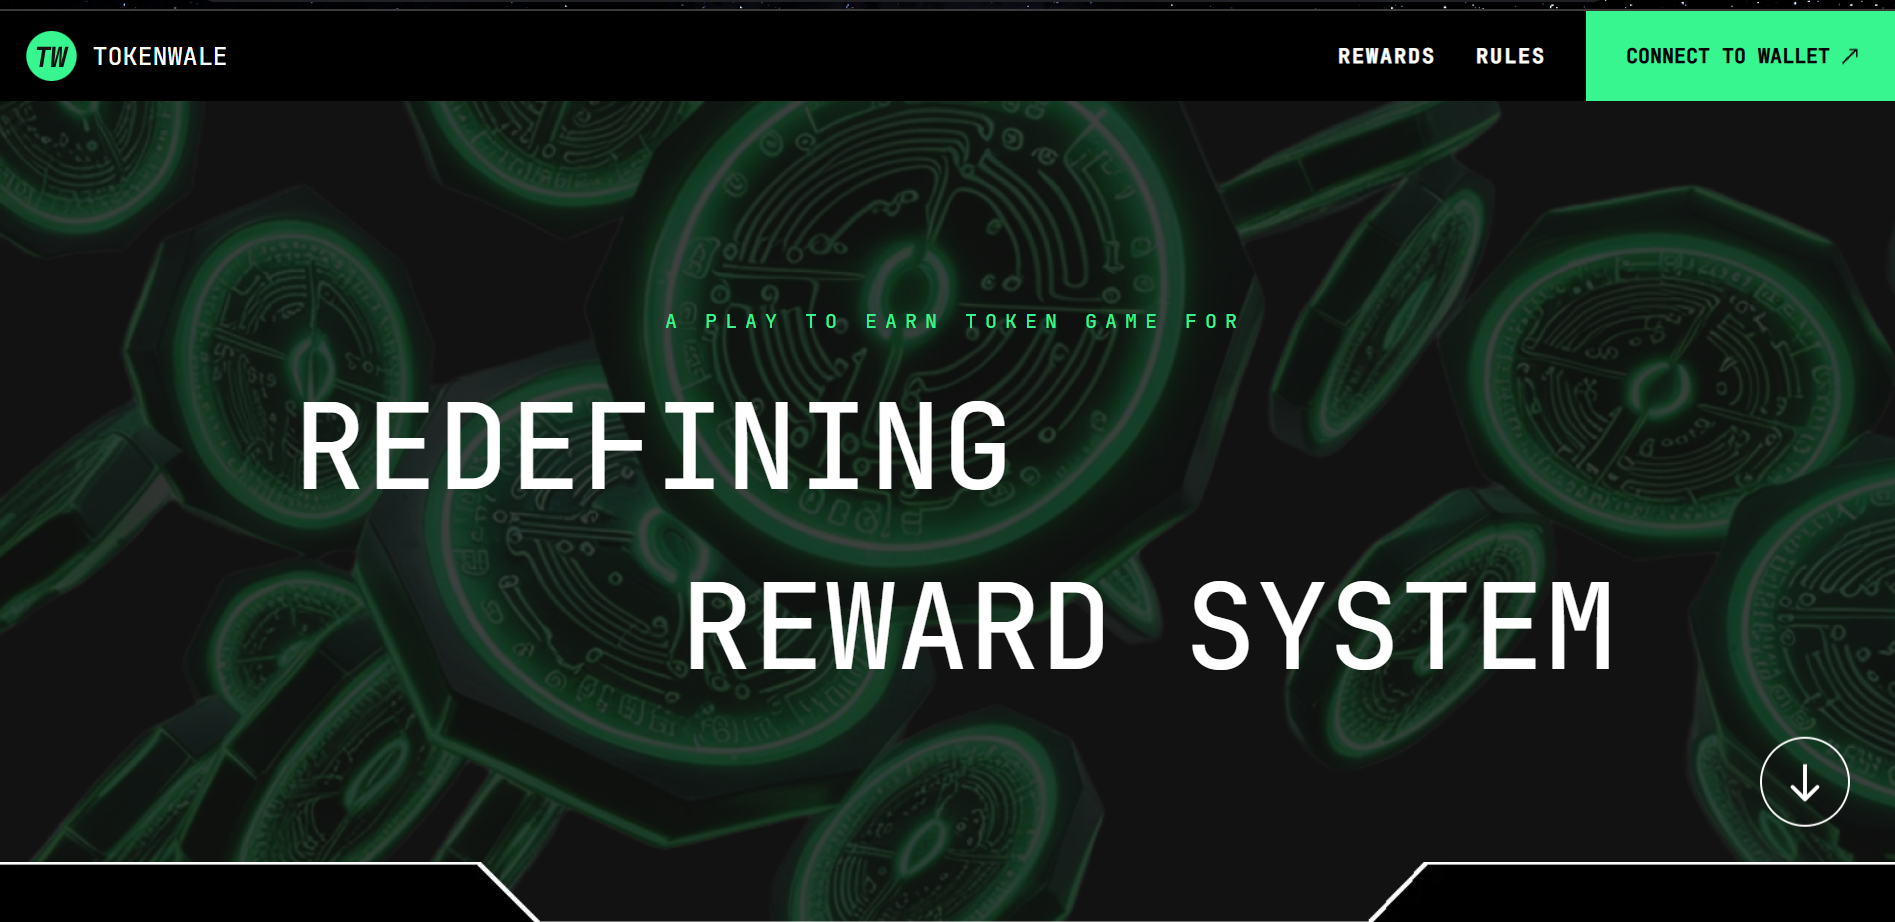 TW TOKENWALE
REWARDS RULES CONNECT TO WALLET ↗
A PLAY TO EARN TOKEN GAME FOR
REDEFINING
REWARD SYSTEM